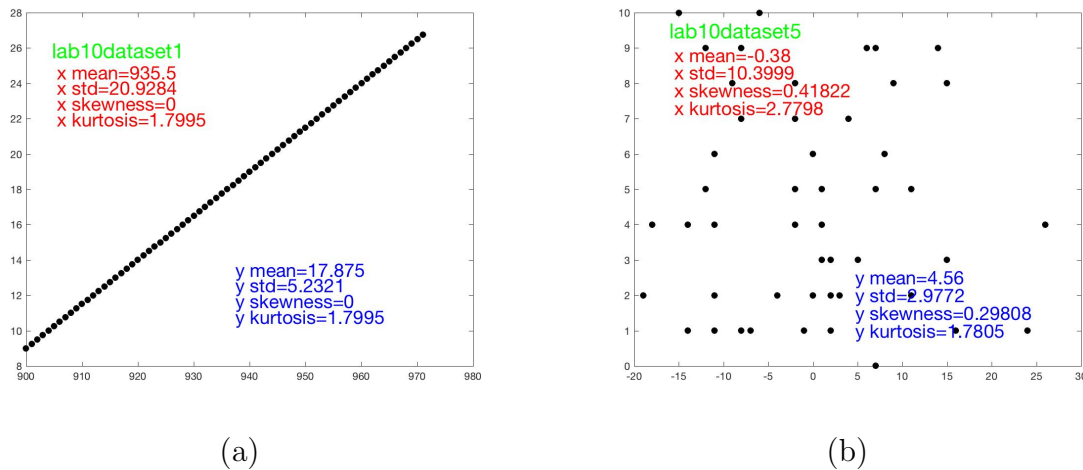 28
26
24
22
20
18
16
14
12
10
8
900 910 920 930 940 950 960 970 980
lab10dataset1
x mean=935.5
x std=20.9284
x skewness=0
x kurtosis=1.7995
y mean=17.875
y std=5.2321
y skewness=0
y kurtosis=1.7995
(a)
10
9
8
7
6
5
4
3
2
1
0
-20 -15 -10 -5 0 5 10 15 20 25 30
lab10dataset5
x mean=-0.38
x std=10.3999
x skewness=0.41822
x kurtosis=2.7798
y mean=4.56
y std=2.9772
y skewness=0.29808
y kurtosis=1.7805
(b)